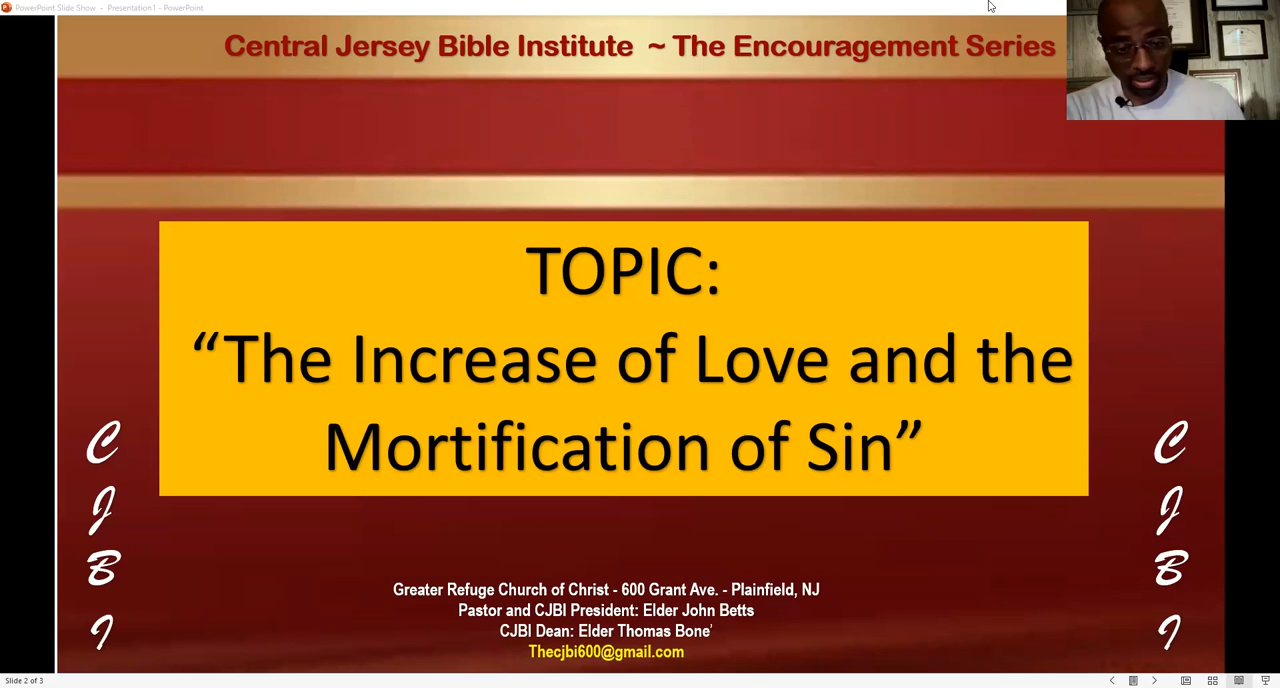 PowerPoint Slide Show - Presentation1 - PowerPoint
Central Jersey Bible Institute ~ The Encouragement Series
TOPIC:
“The Increase of Love and the
Mortification of Sin”
C
J
B
I
C
J
B
I
Greater Refuge Church of Christ - 600 Grant Ave. - Plainfield, NJ
Pastor and CJBI President: Elder John Betts
CJBI Dean: Elder Thomas Bone’
Thecjbi600@gmail.com
Slide 2 of 3